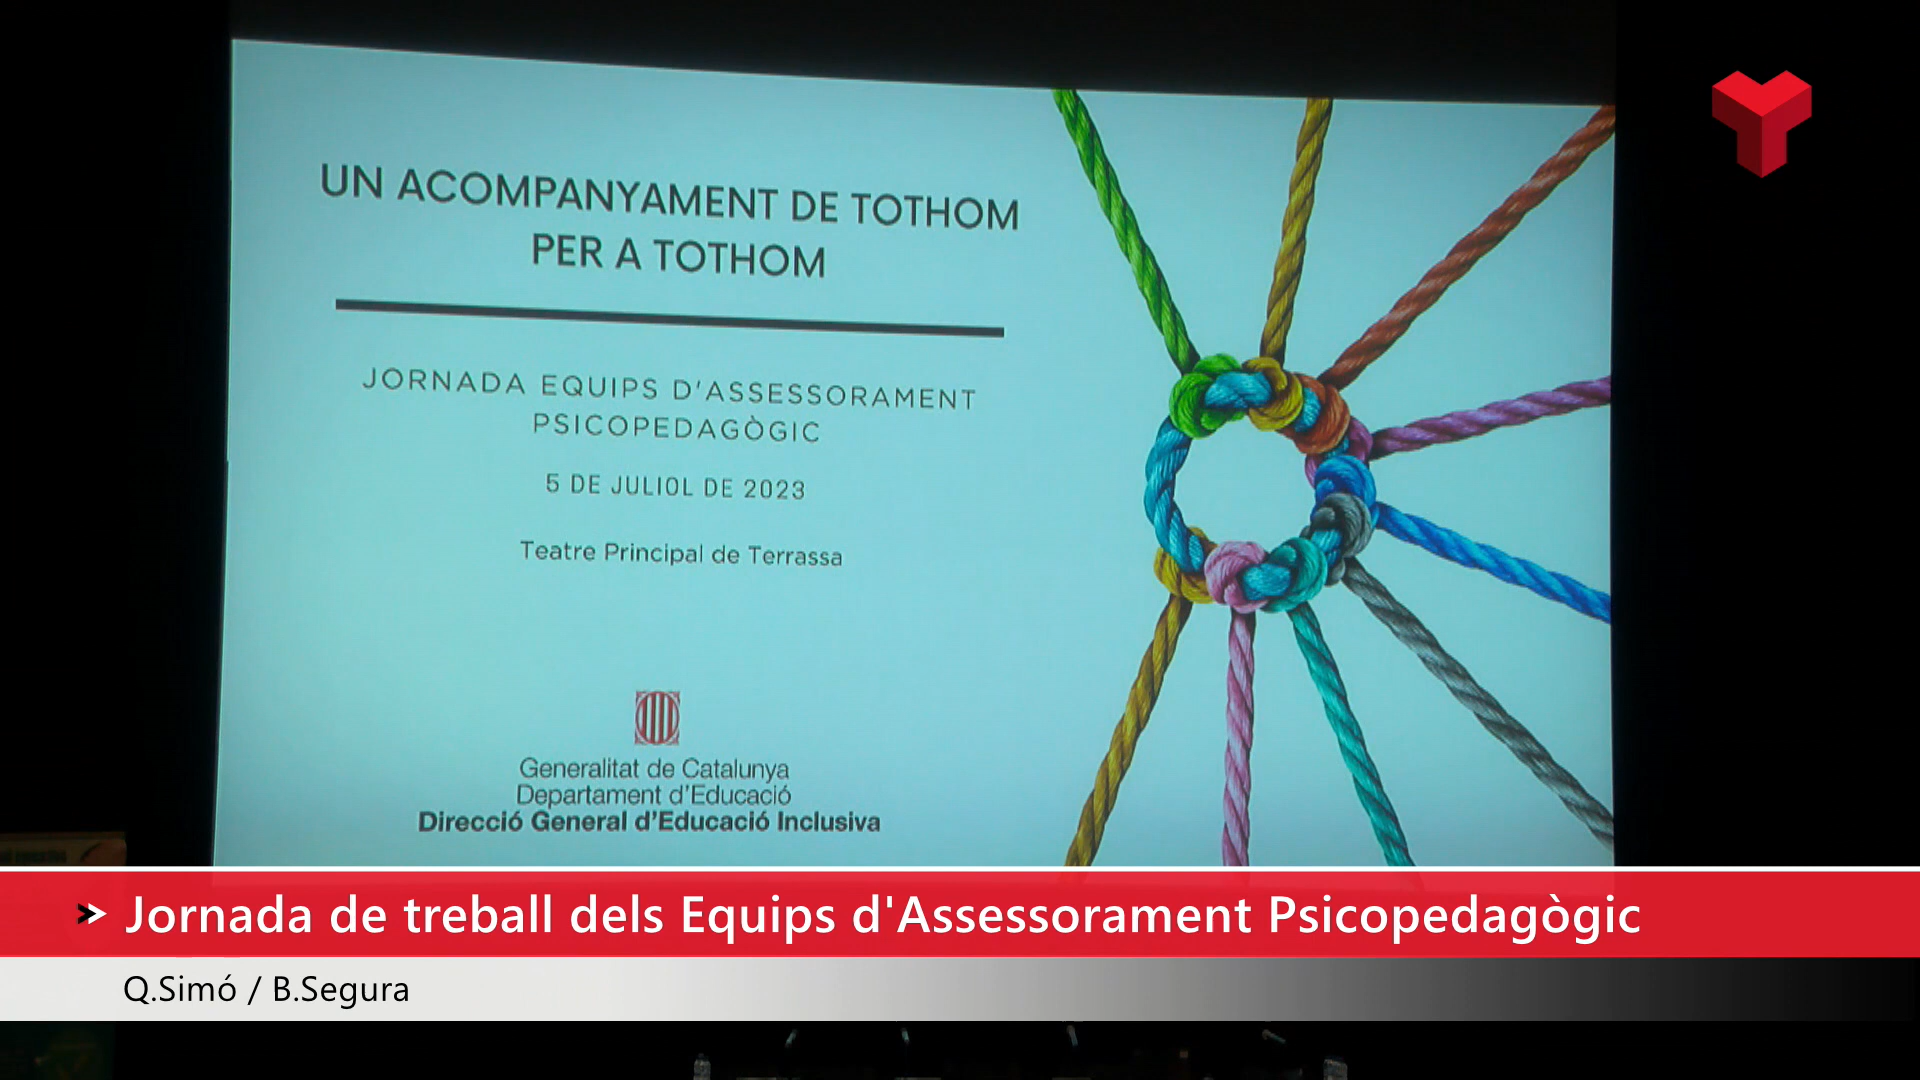 UN ACOMPANYAMENT DE TOTHOM
PER A TOTHOM
JORNADA EQUIPS D'ASSESSORAMENT
PSICOPEDAGÒGIC
5 DE JULIOL DE 2023
Teatre Principal de Terrassa
Generalitat de Catalunya
Departament d'Educació
Direcció General d'Educació Inclusiva
Jornada de treball dels Equips d'Assessorament Psicopedagògic
Q.Simó / B.Segura